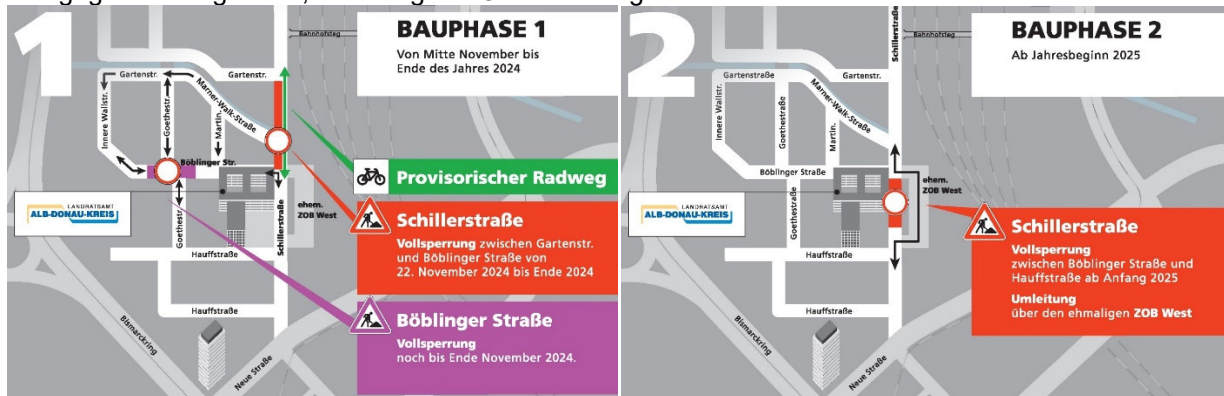 1
BAUPHASE 1
Von Mitte November bis
Ende des Jahres 2024
Bahnhofsteg
Gartenstr.
Gartenstr.
Marner-Walk-Straße
Innere Wallstr.
Goethestr.
Martin.
Böblinger Str.
Provisorischer Radweg
LANDRATSAMT
ALB-DONAU-KREIS
Goethestr.
Schillerstraße
ehem.
ZOB West
Schillerstraße
Vollsperrung zwischen Gartenstr.
und Böblinger Straße von
22. November 2024 bis Ende 2024
Hauffstraße
Hauffstraße
Böblinger Straße
Vollsperrung
noch bis Ende November 2024.
Bismarckring
Neue Straße
2
BAUPHASE 2
Ab Jahresbeginn 2025
Schillerstraße
Bahnhofsteg
Gartenstraße
Gartenstr.
Marner-Walk-Straße
Innere Wallstr.
Goethestraße
Martin.
Böblinger Straße
LANDRATSAMT
ALB-DONAU-KREIS
Goethestraße
ehem.
ZOB West
Schillerstraße
Vollsperrung
zwischen Böblinger Straße und
Hauffstraße ab Anfang 2025
Umleitung
über den ehemaligen ZOB West
Hauffstraße
Hauffstraße
Bismarckring
Neue Straße